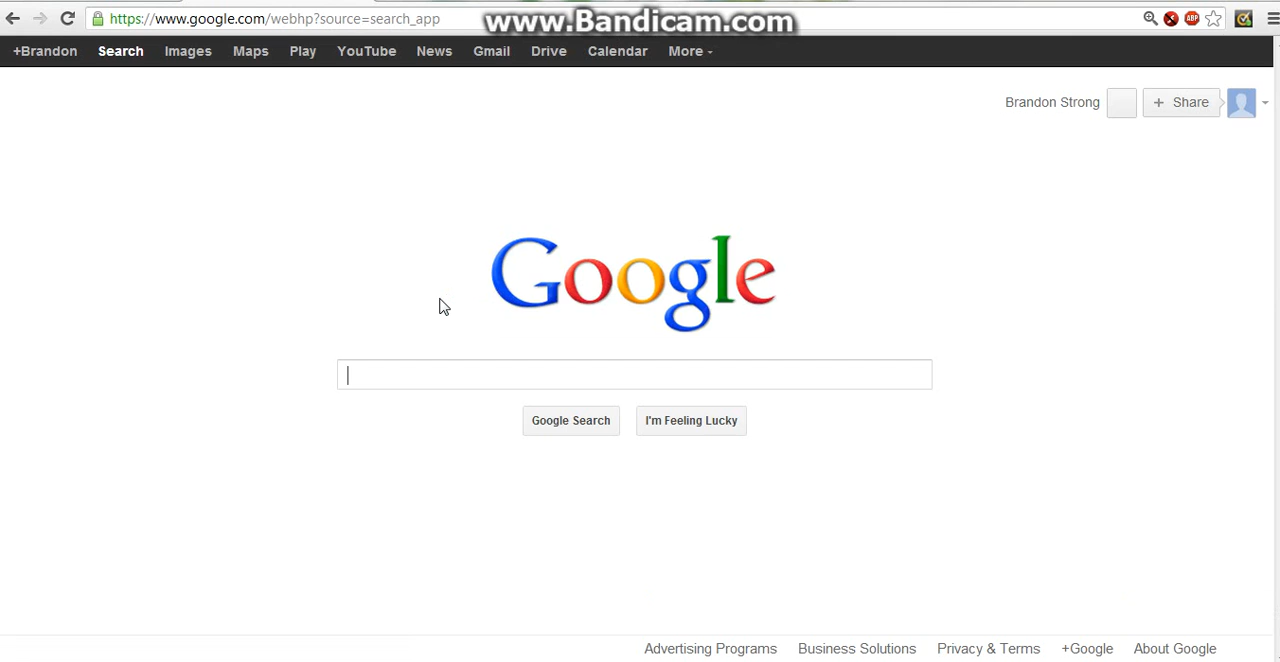 https://www.google.com/webhp?source=search_app
www.Bandicam.com
ABP
+Brandon Search Images Maps Play YouTube News Gmail Drive Calendar More
Brandon Strong + Share
Google
Google Search I'm Feeling Lucky
Advertising Programs Business Solutions Privacy & Terms +Google About Google